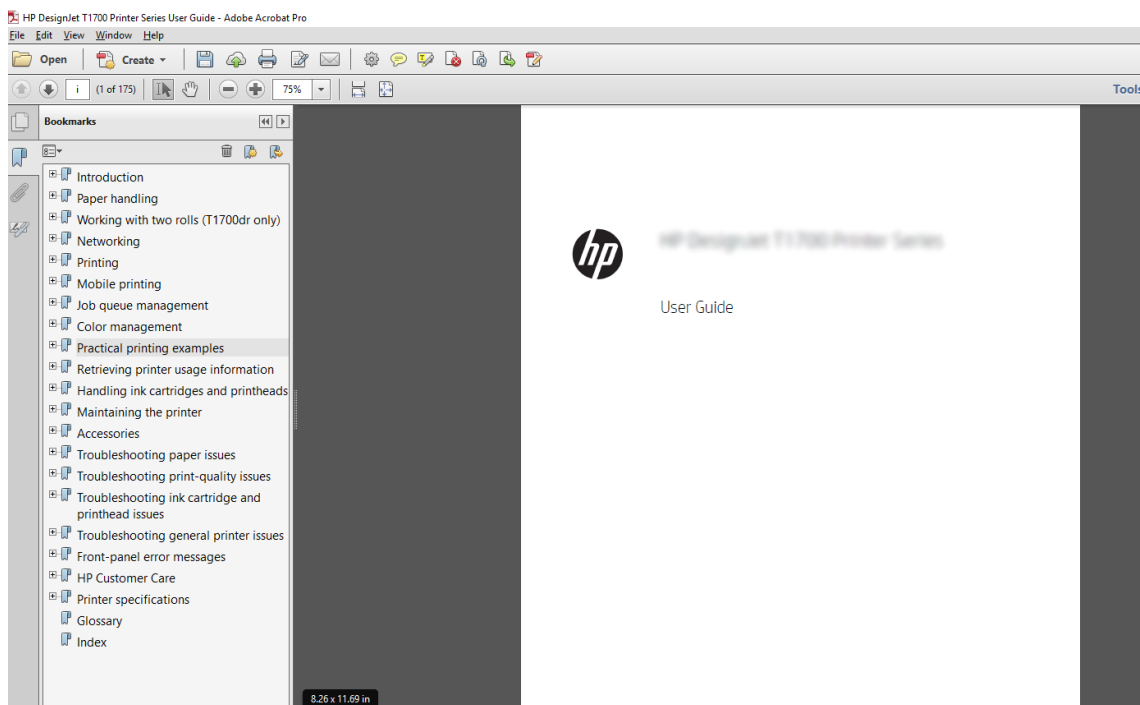 HP DesignJet T1700 Printer Series User Guide - Adobe Acrobat Pro
File Edit View Window Help
Open Create
i (1 of 175) 75% Tools
Bookmarks
Introduction
Paper handling
Working with two rolls (T1700dr only)
Networking
Printing
Mobile printing
Job queue management
Color management
Practical printing examples
Retrieving printer usage information
Handling ink cartridges and printheads
Maintaining the printer
Accessories
Troubleshooting paper issues
Troubleshooting print-quality issues
Troubleshooting ink cartridge and
printhead issues
Troubleshooting general printer issues
Front-panel error messages
HP Customer Care
Printer specifications
Glossary
Index
8.26 x 11.69 in
hp
User Guide